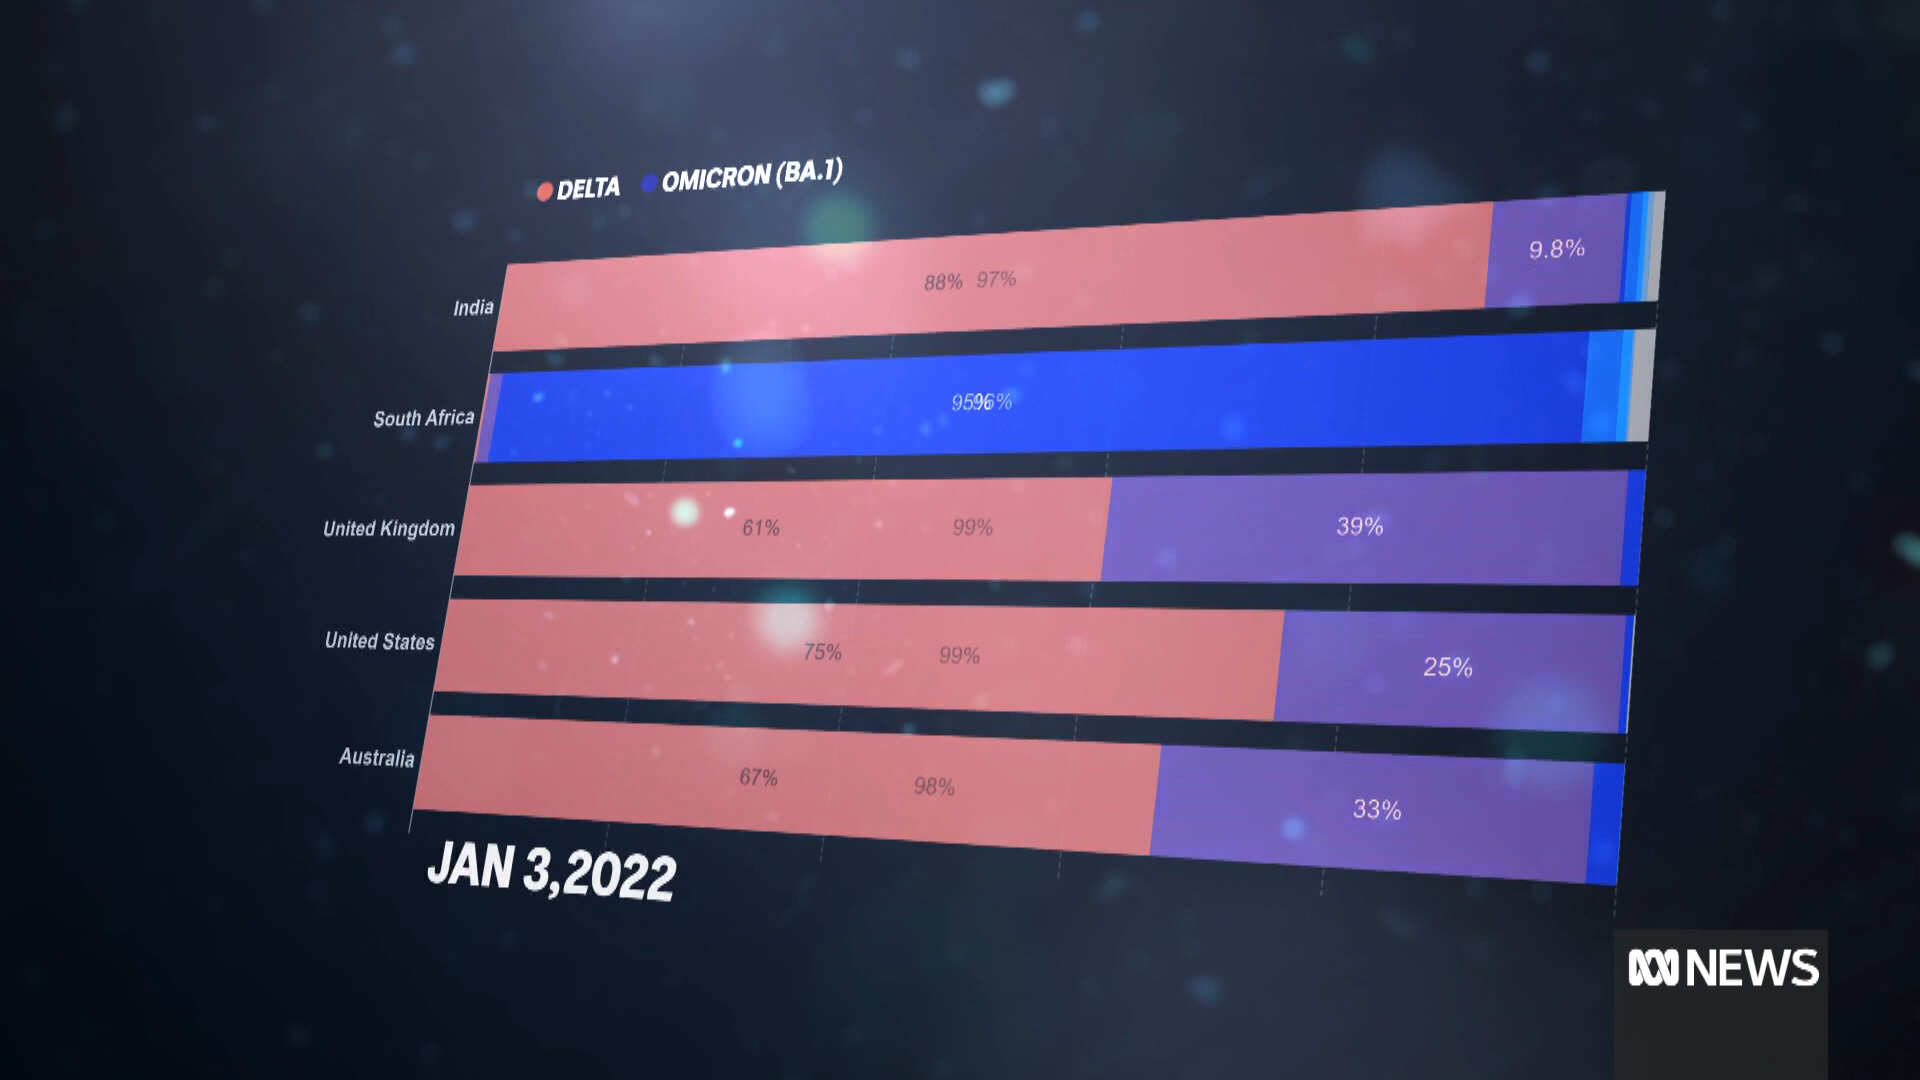 DELTA OMICRON (BA.1)
India 88% 97% 9.8%
South Africa 95%
United Kingdom 61% 99% 39%
United States 75% 99% 25%
Australia 67% 98% 33%
JAN 3,2022
NEWS